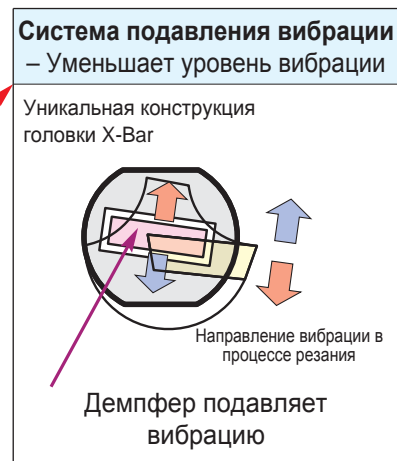 Система подавления вибрации
– Уменьшает уровень вибрации
Уникальная конструкция
головки X-Bar
Направление вибрации в
процессе резания
Демпфер подавляет
вибрацию